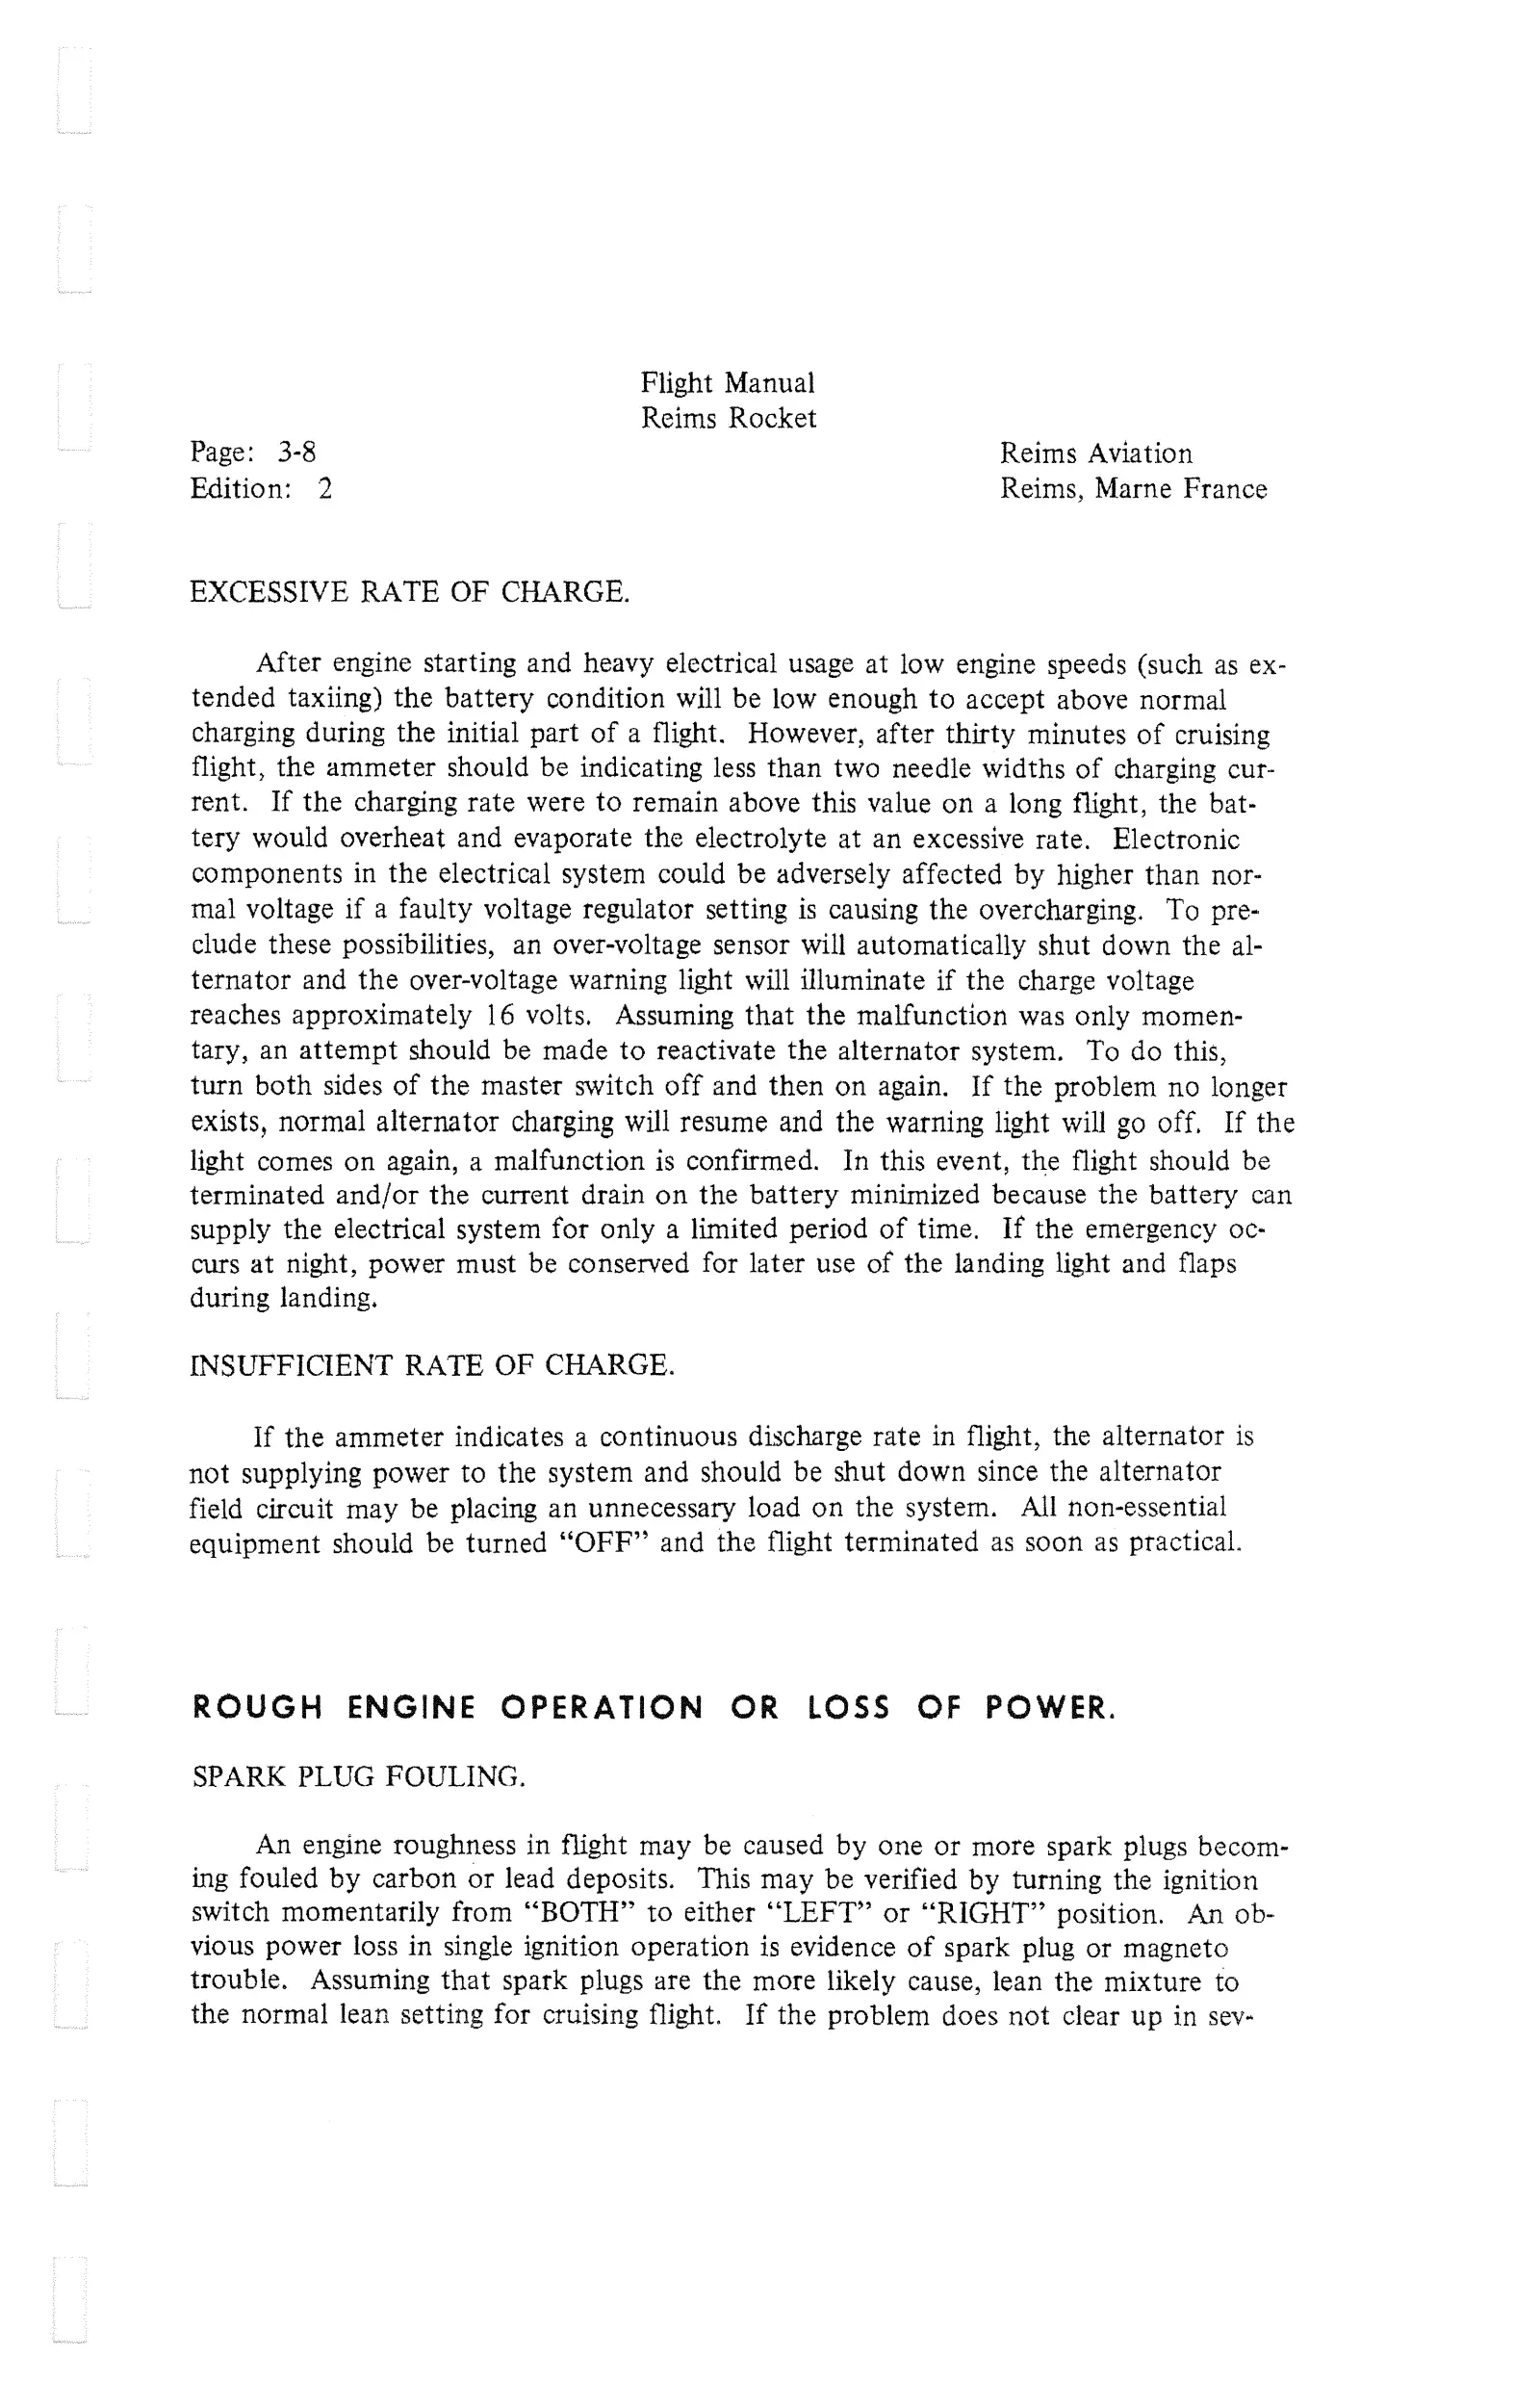 Flight Manual
Reims Rocket
Page: 3-8
Reims Aviation
Edition: 2
Reims, Marne France
EXCESSIVE RATE OF CHARGE.
After engine starting and heavy electrical usage at low engine speeds (such as ex-
tended taxiing) the battery condition will be low enough to accept above normal
charging during the initial part of a flight. However, after thirty minutes of cruising
flight, the ammeter should be indicating less than two needle widths of charging cur-
rent. If the charging rate were to remain above this value on a long flight, the bat-
tery would overheat and evaporate the electrolyte at an excessive rate. Electronic
components in the electrical system could be adversely affected by higher than nor-
mal voltage if a faulty voltage regulator setting is causing the overcharging. To pre-
clude these possibilities, an over-voltage sensor will automatically shut down the al-
ternator and the over-voltage warning light will illuminate if the charge voltage
reaches approximately 16 volts. Assuming that the malfunction was only momen-
tary, an attempt should be made to reactivate the alternator system. To do this,
turn both sides of the master switch off and then on again. If the problem no longer
exists, normal alternator charging will resume and the warning light will go off. If the
light comes on again, a malfunction is confirmed. In this event, the flight should be
terminated and/or the current drain on the battery minimized because the battery can
supply the electrical system for only a limited period of time. If the emergency oc-
curs at night, power must be conserved for later use of the landing light and flaps
during landing.
INSUFFICIENT RATE OF CHARGE.
If the ammeter indicates a continuous discharge rate in flight, the alternator is
not supplying power to the system and should be shut down since the alternator
field circuit may be placing an unnecessary load on the system. All non-essential
equipment should be turned “OFF” and the flight terminated as soon as practical.
ROUGH ENGINE OPERATION OR LOSS OF POWER.
SPARK PLUG FOULING.
An engine roughness in flight may be caused by one or more spark plugs becom-
ing fouled by carbon or lead deposits. This may be verified by turning the ignition
switch momentarily from “BOTH” to either “LEFT” or “RIGHT” position. An ob-
vious power loss in single ignition operation is evidence of spark plug or magneto
trouble. Assuming that spark plugs are the more likely cause, lean the mixture to
the normal lean setting for cruising flight. If the problem does not clear up in sev-